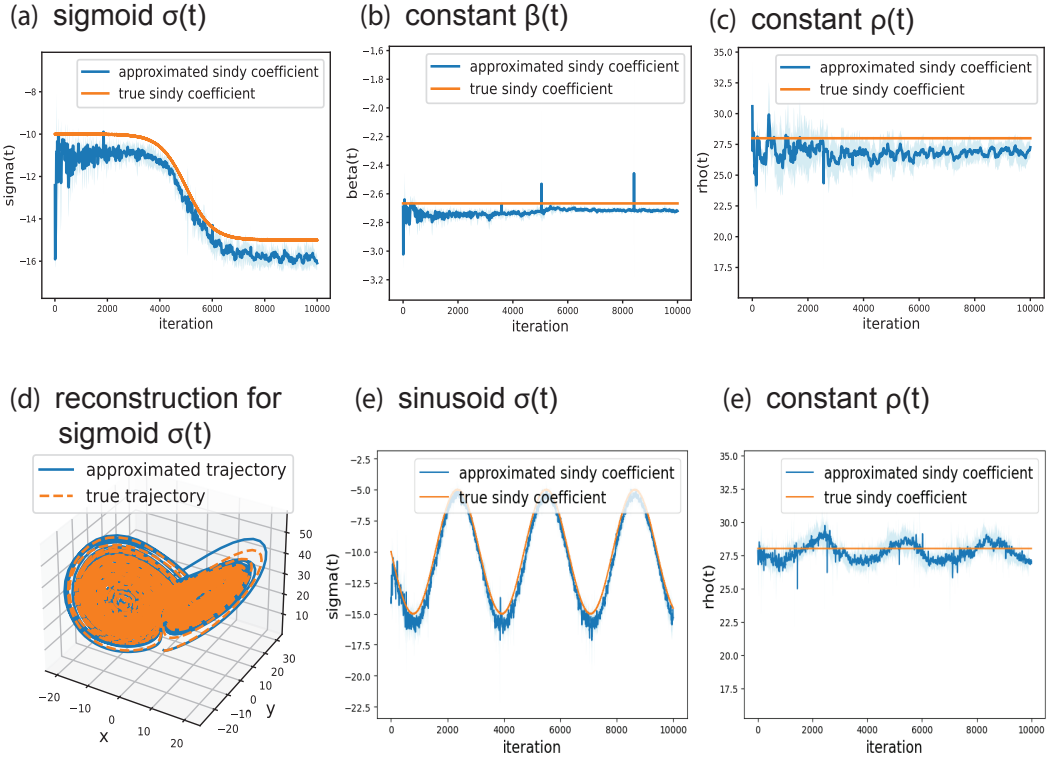 (a) sigmoid σ(t)
(b) constant β(t)
(c) constant ρ(t)
approximated sindy coefficient
true sindy coefficient
−8
−10
−12
−14
−16
sigma(t)
0 2000 4000 6000 8000 10000
iteration
approximated sindy coefficient
true sindy coefficient
−1.6
−1.8
−2.0
−2.2
−2.4
−2.6
−2.8
−3.0
−3.2
beta(t)
0 2000 4000 6000 8000 10000
iteration
approximated sindy coefficient
true sindy coefficient
35.0
32.5
30.0
27.5
25.0
22.5
20.0
17.5
rho(t)
0 2000 4000 6000 8000 10000
iteration
(d) reconstruction for
sigmoid σ(t)
(e) sinusoid σ(t)
(e) constant ρ(t)
approximated trajectory
true trajectory
50
40
30
20
10
−20
−10
0
10
20
x
−20
−10
0
10
20
30
y
approximated sindy coefficient
true sindy coefficient
−2.5
−5.0
−7.5
−10.0
−12.5
−15.0
−17.5
−20.0
−22.5
sigma(t)
0 2000 4000 6000 8000 10000
iteration
approximated sindy coefficient
true sindy coefficient
35.0
32.5
30.0
27.5
25.0
22.5
20.0
17.5
rho(t)
0 2000 4000 6000 8000 10000
iteration